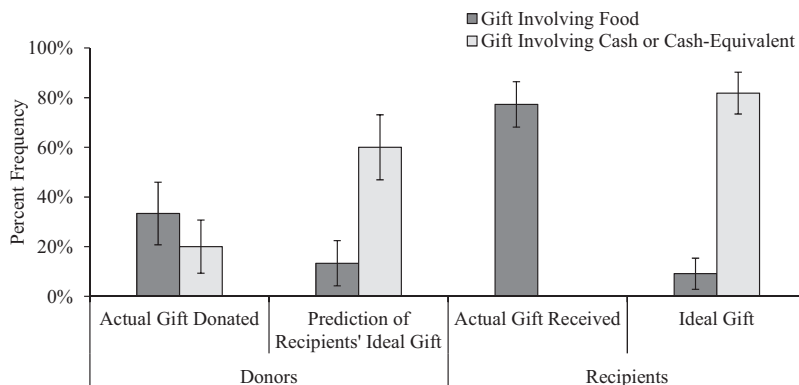 Gift Involving Food
Gift Involving Cash or Cash-Equivalent
Percent Frequency
100%
80%
60%
40%
20%
0%
Actual Gift Donated
Prediction of
Recipients' Ideal Gift
Actual Gift Received
Ideal Gift
Donors
Recipients